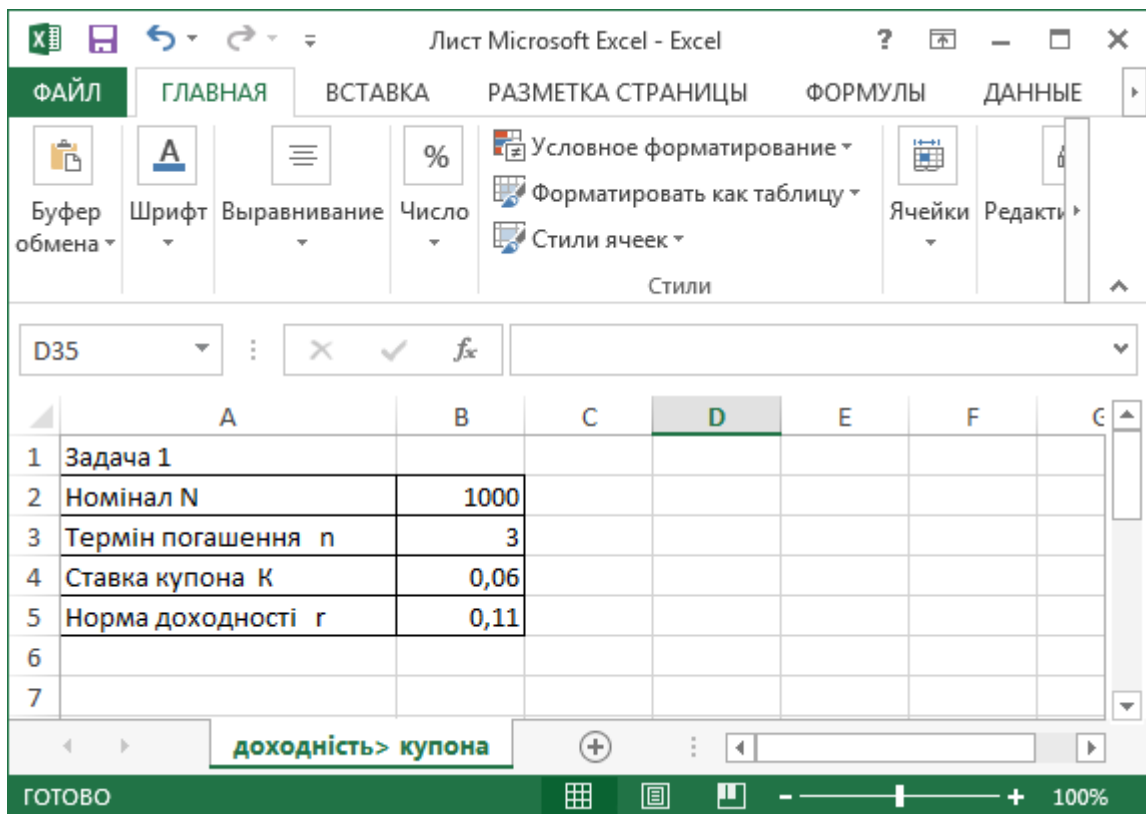 Лист Microsoft Excel - Excel
ФАЙЛ ГЛАВНАЯ ВСТАВКА РАЗМЕТКА СТРАНИЦЫ ФОРМУЛЫ ДАННЫЕ
Буфер обмена
Шрифт
Выравнивание
%
Число
Условное форматирование
Форматировать как таблицу
Стили ячеек
Стили
Ячейки
D35
fx
A B C D E F
1 Задача 1
2 Номінал N 1000
3 Термін погашення n 3
4 Ставка купона К 0,06
5 Норма доходності r 0,11
6
7
доходність> купона
ГОТОВО 100%